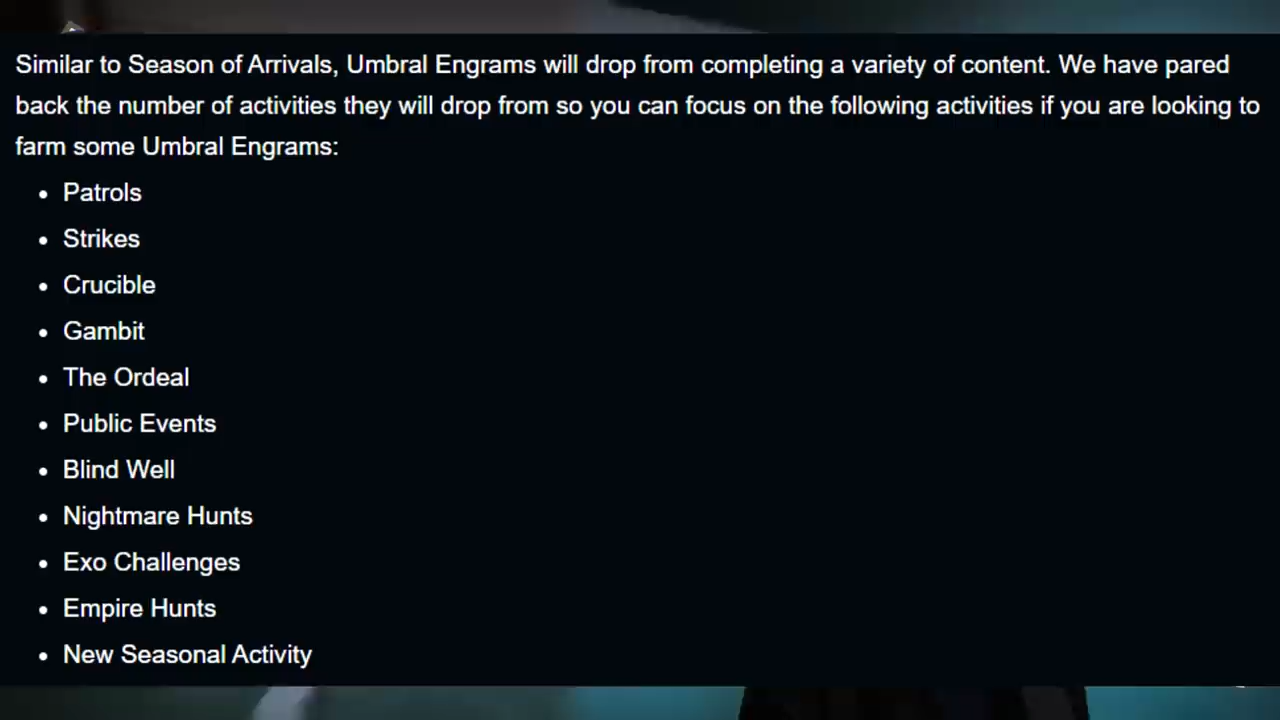 Similar to Season of Arrivals, Umbral Engrams will drop from completing a variety of content. We have pared
back the number of activities they will drop from so you can focus on the following activities if you are looking to
farm some Umbral Engrams:
• Patrols
• Strikes
• Crucible
• Gambit
• The Ordeal
• Public Events
• Blind Well
• Nightmare Hunts
• Exo Challenges
• Empire Hunts
• New Seasonal Activity